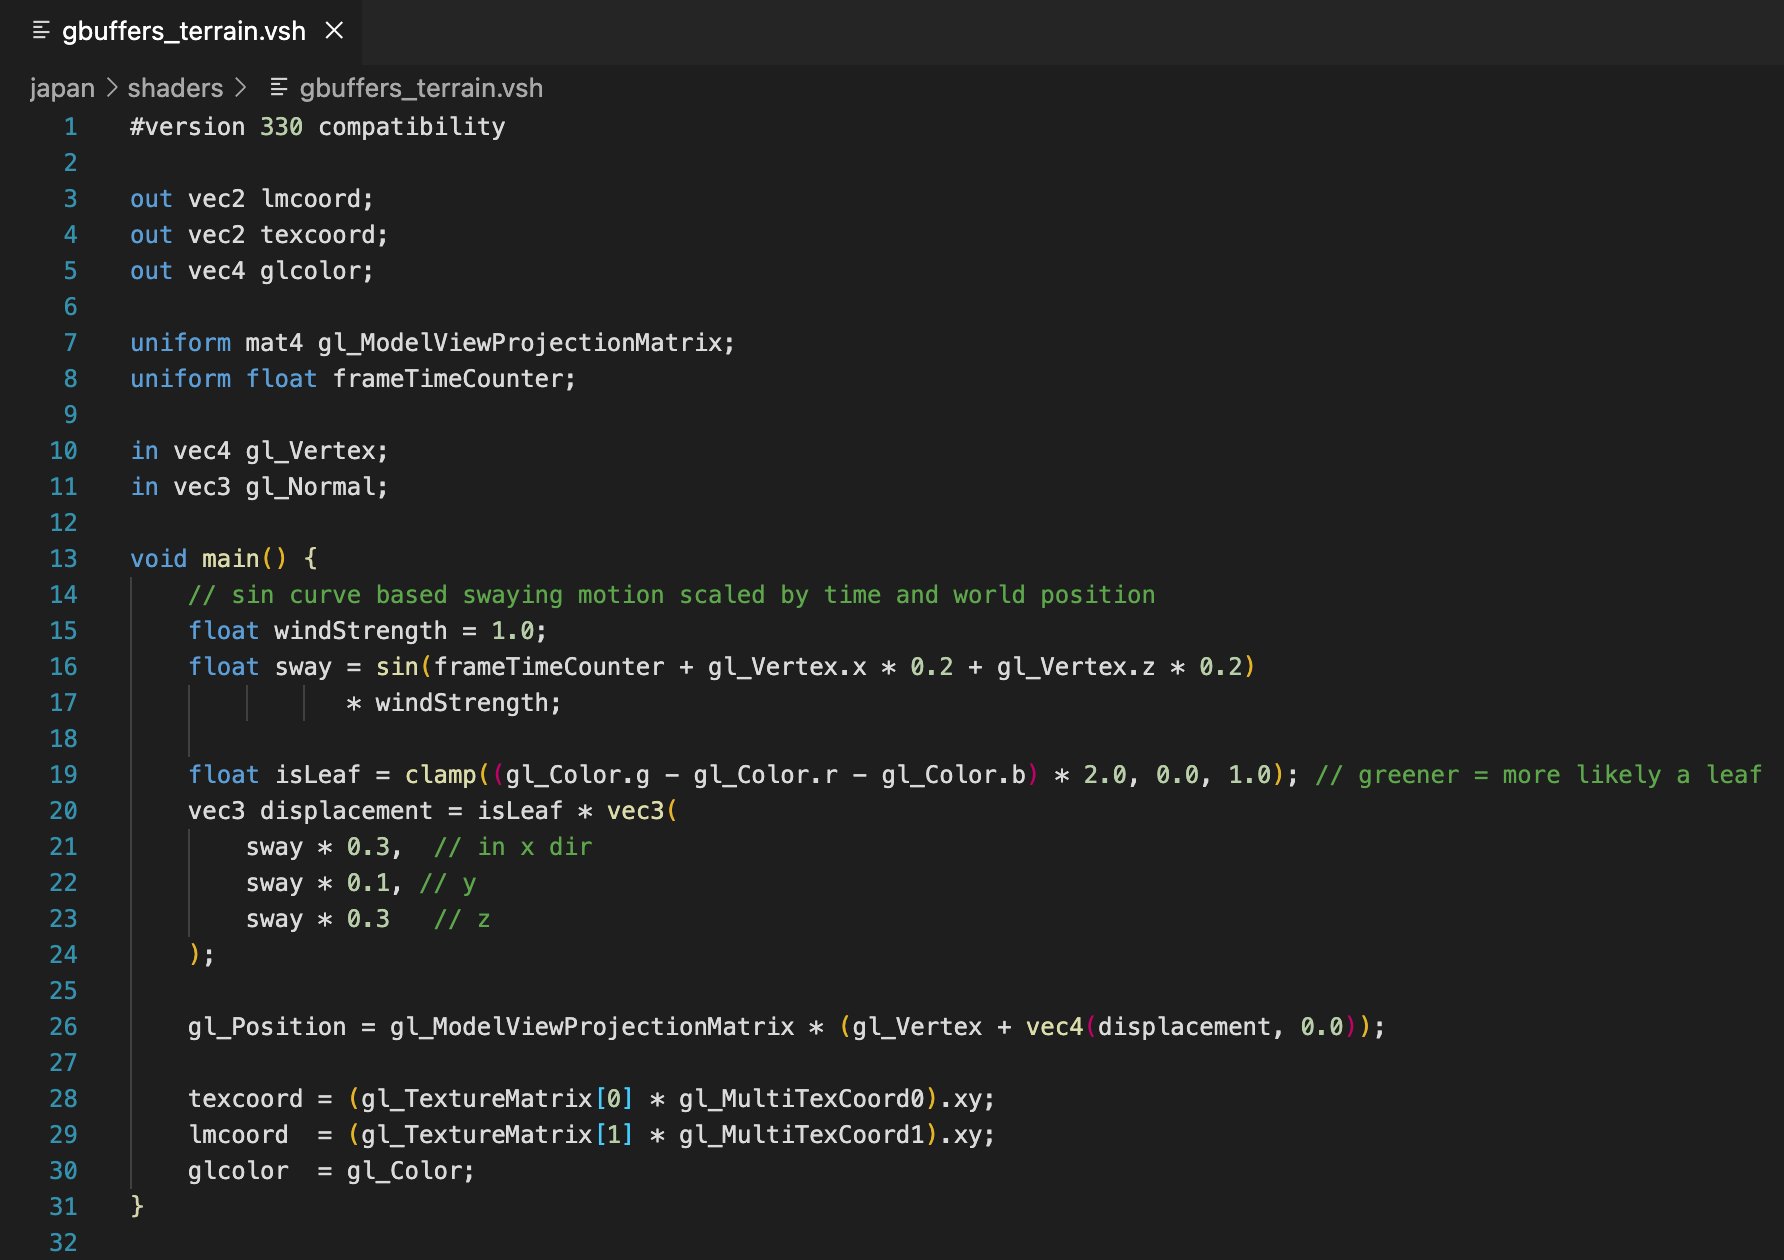 gbuffers_terrain.vsh
japan > shaders > gbuffers_terrain.vsh
1 #version 330 compatibility
2
3 out vec2 lmcoord;
4 out vec2 texcoord;
5 out vec4 glcolor;
6
7 uniform mat4 gl_ModelViewProjectionMatrix;
8 uniform float frameTimeCounter;
9
10 in vec4 gl_Vertex;
11 in vec3 gl_Normal;
12
13 void main() {
14     // sin curve based swaying motion scaled by time and world position
15     float windStrength = 1.0;
16     float sway = sin(frameTimeCounter + gl_Vertex.x * 0.2 + gl_Vertex.z * 0.2)
17                * windStrength;
18
19     float isLeaf = clamp((gl_Color.g - gl_Color.r - gl_Color.b) * 2.0, 0.0, 1.0); // greener = more likely a leaf
20     vec3 displacement = isLeaf * vec3(
21         sway * 0.3,  // in x dir
22         sway * 0.1, // y
23         sway * 0.3   // z
24     );
25
26     gl_Position = gl_ModelViewProjectionMatrix * (gl_Vertex + vec4(displacement, 0.0));
27
28     texcoord = (gl_TextureMatrix[0] * gl_MultiTexCoord0).xy;
29     lmcoord  = (gl_TextureMatrix[1] * gl_MultiTexCoord1).xy;
30     glcolor  = gl_Color;
31 }
32